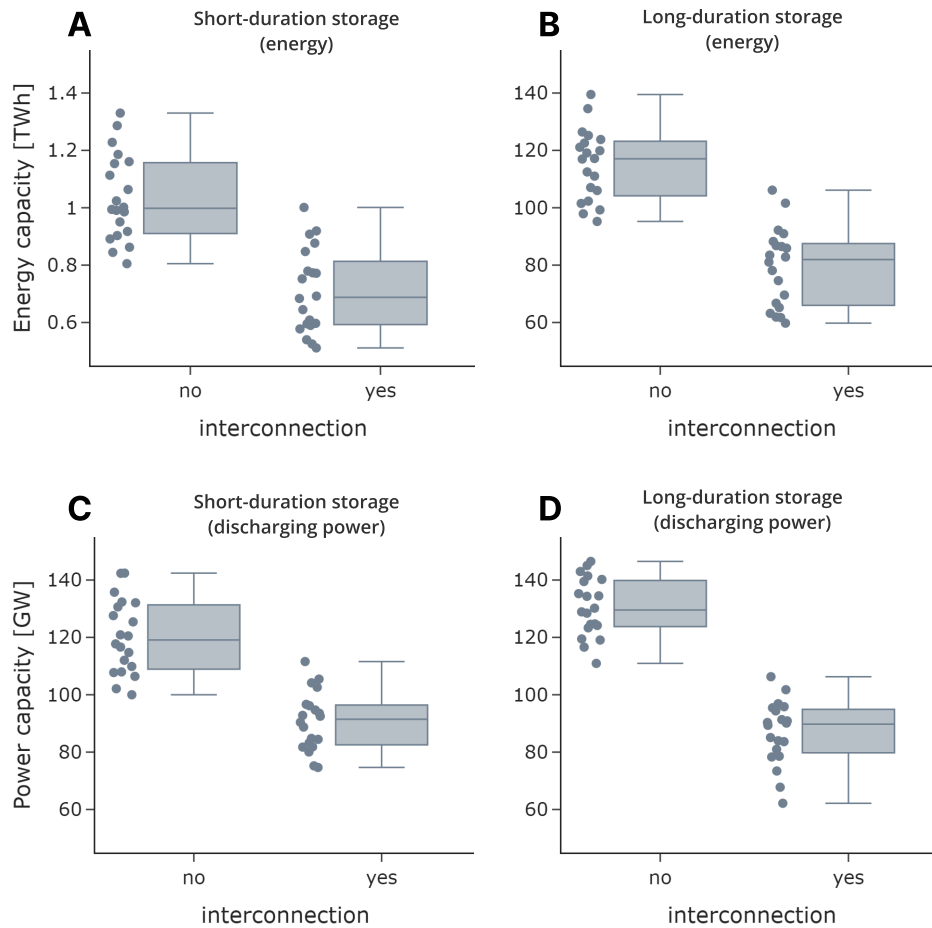 A
Short-duration storage
(energy)
Energy capacity [TWh]
1.4
1.2
1
0.8
0.6
no
yes
interconnection
B
Long-duration storage
(energy)
140
120
100
80
60
no
yes
interconnection
C
Short-duration storage
(discharging power)
Power capacity [GW]
140
120
100
80
60
no
yes
interconnection
D
Long-duration storage
(discharging power)
140
120
100
80
60
no
yes
interconnection